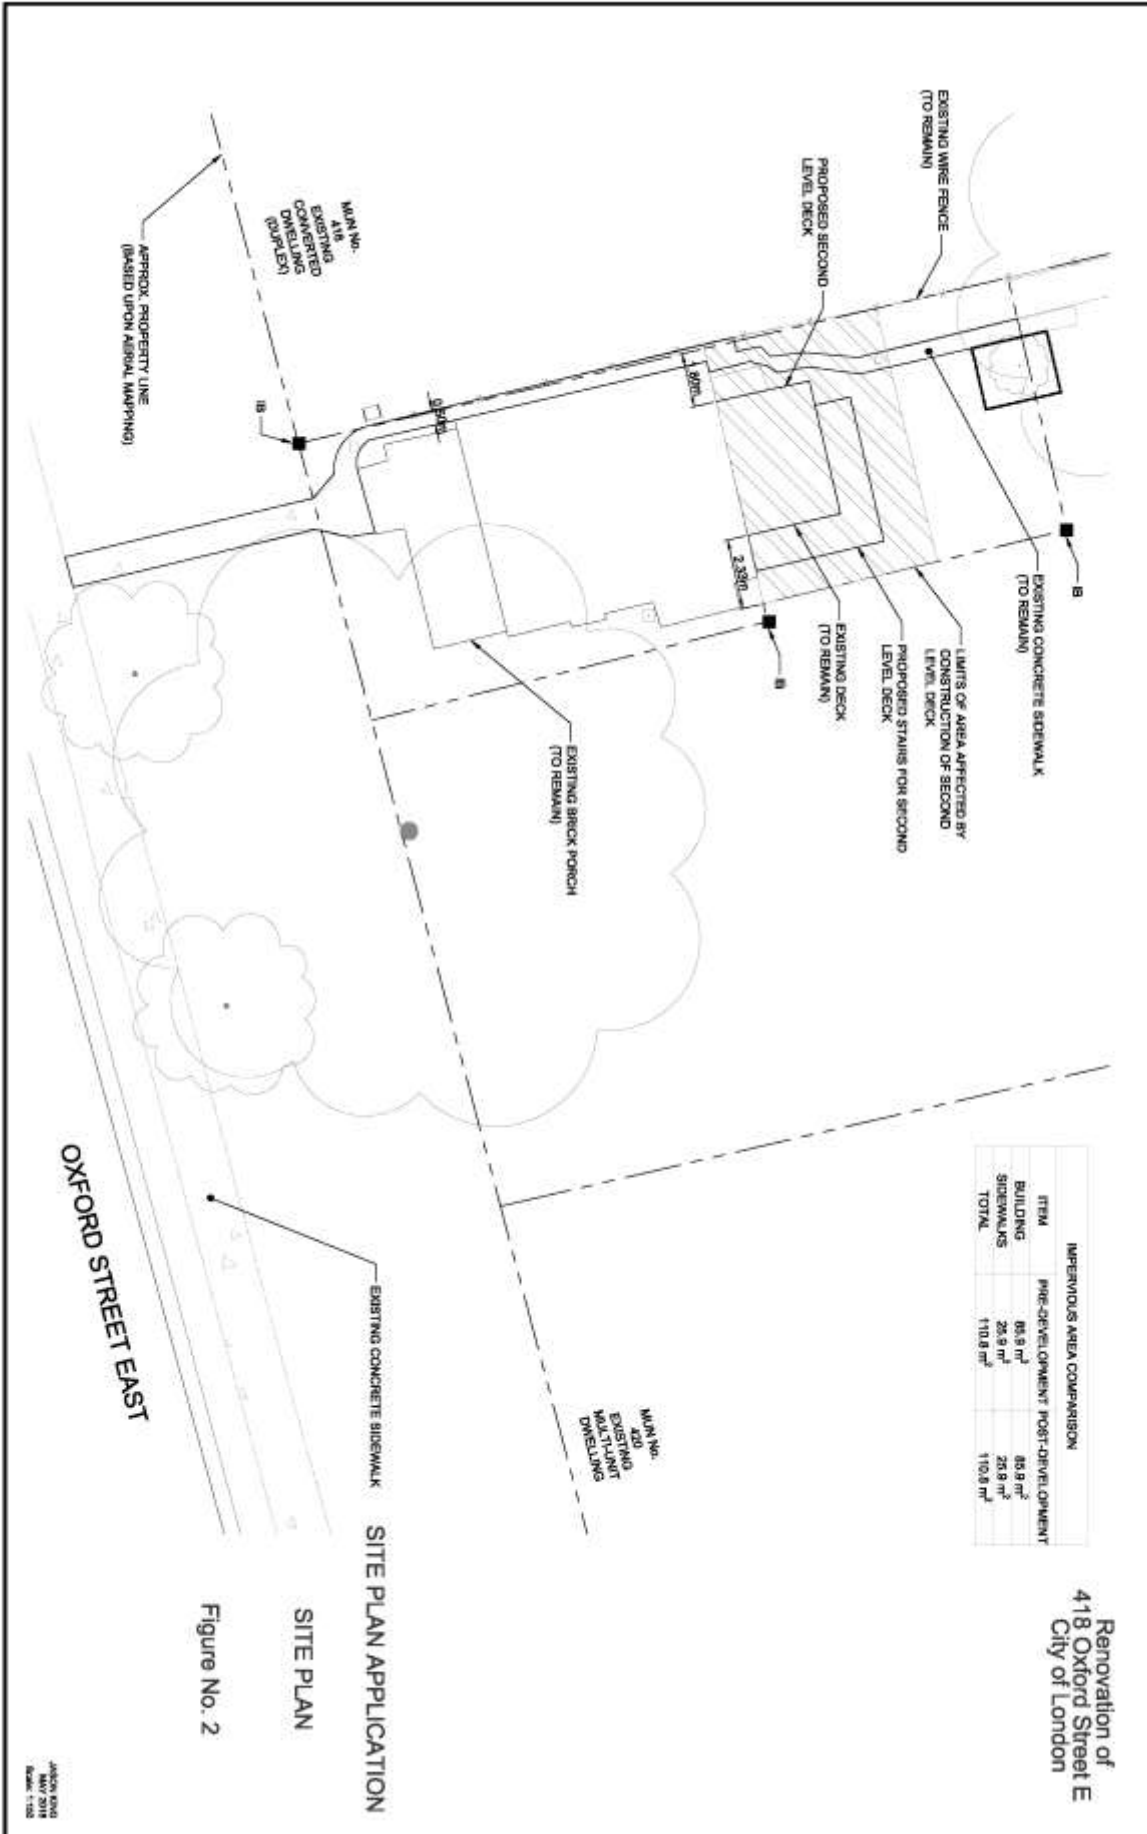 Renovation of
418 Oxford Street E
City of London
IMPERVIOUS AREA COMPARISON
ITEM PRE-DEVELOPMENT POST-DEVELOPMENT
BUILDING 85.9 m² 85.9 m²
SIDEWALKS 25.9 m² 25.9 m²
TOTAL 110.8 m² 110.8 m²
EXISTING WIRE FENCE
(TO REMAIN)
PROPOSED SECOND
LEVEL DECK
IB
EXISTING CONCRETE SIDEWALK
(TO REMAIN)
LIMITS OF AREA AFFECTED BY
CONSTRUCTION OF SECOND
LEVEL DECK
PROPOSED STAIRS FOR SECOND
LEVEL DECK
EXISTING DECK
(TO REMAIN)
IB
2.33m
EXISTING BRICK PORCH
(TO REMAIN)
MUN No.
416
EXISTING
CONVERTED
DWELLING
(DUPLEX)
IB
APPROX. PROPERTY LINE
(BASED UPON AERIAL MAPPING)
MUN No.
420
EXISTING
MULTI-UNIT
DWELLING
EXISTING CONCRETE SIDEWALK
OXFORD STREET EAST
SITE PLAN APPLICATION
SITE PLAN
Figure No. 2
JASON KING